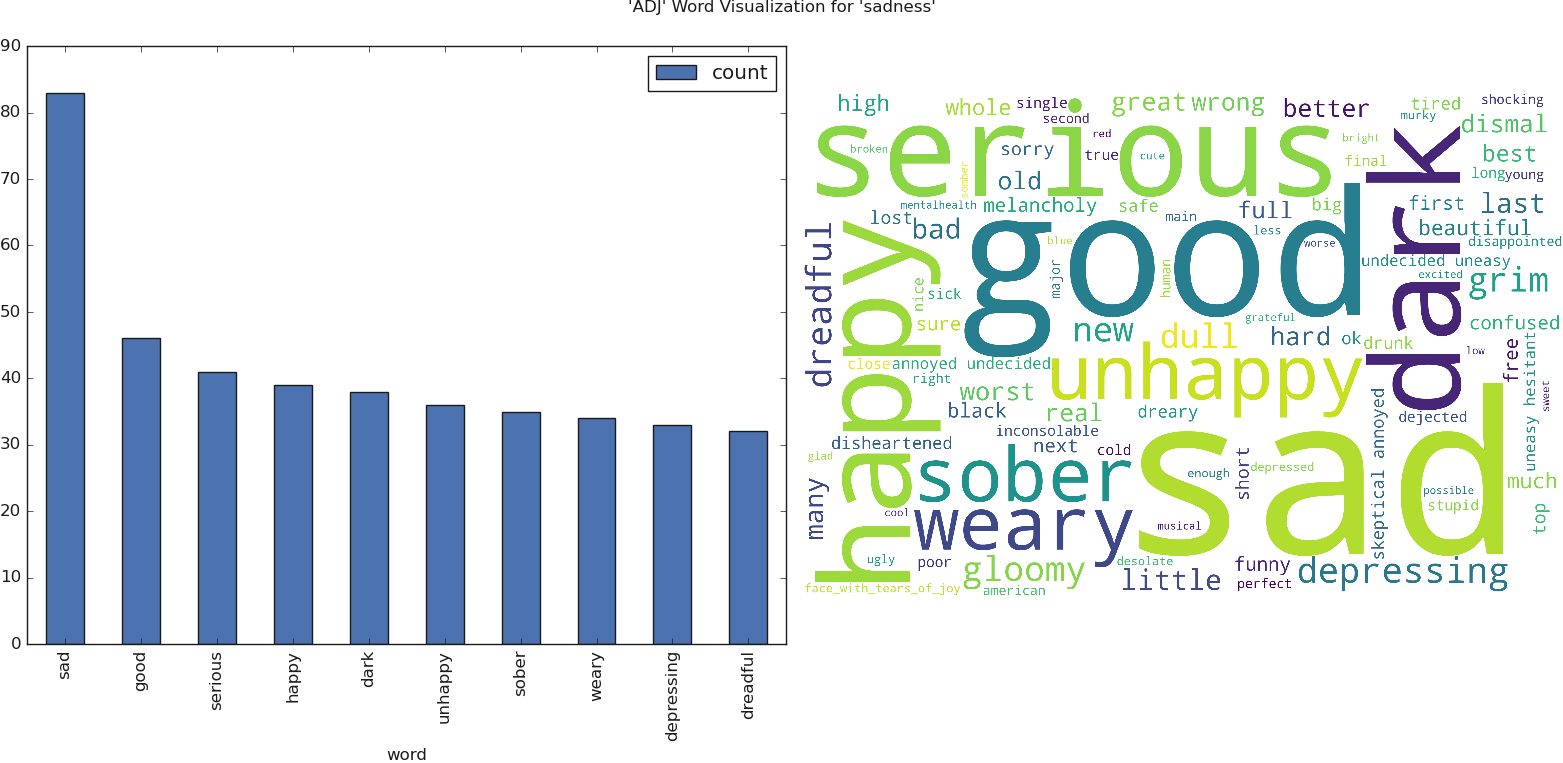 'ADJ' Word Visualization for 'sadness'
count
90
80
70
60
50
40
30
20
10
0
sad
good
serious
happy
dark
unhappy
sober
weary
depressing
dreadful
word
high
whole
single
second
great
wrong
better
tired
shocking
murky
red
serious
dismal
broken
sorry
true
cute
bright
final
best
somber
old
long
young
dark
mentalhealth
melancholy
safe
main
full
big
first
last
lost
bad
less
beautiful
dreadful
happy
good
blue
worse
disappointed
undecided uneasy
major
human
excited
grim
nice
sick
sure
new
grateful
dull
hard
ok
drunk
confused
free
low
close
annoyed undecided
right
unhappy
worst
black
real
dreary
dejected
sweet
uneasy hesitant
skeptical annoyed
inconsolable
disheartened
next
cold
glad
sober
sad
short
enough
depressed
possible
stupid
much
many
top
cool
weary
musical
ugly
poor
gloomy
desolate
little
funny
perfect
depressing
face_with_tears_of_joy
american